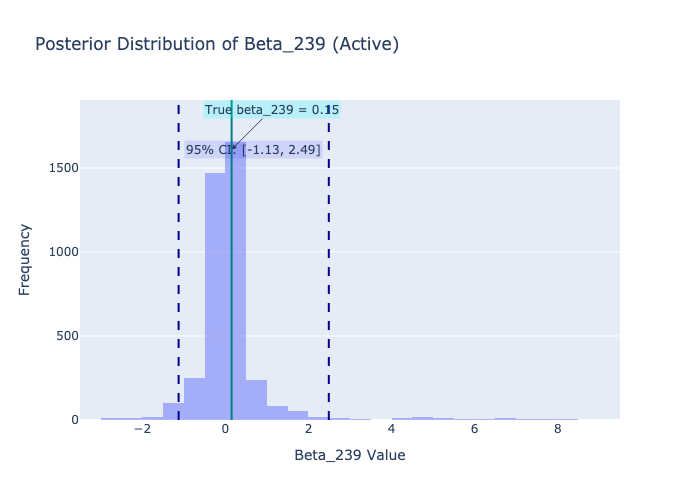 Posterior Distribution of Beta_239 (Active)
True beta_239 = 0.15
95% CI: [-1.13, 2.49]
1500
1000
500
0
Frequency
−2 0 2 4 6 8
Beta_239 Value